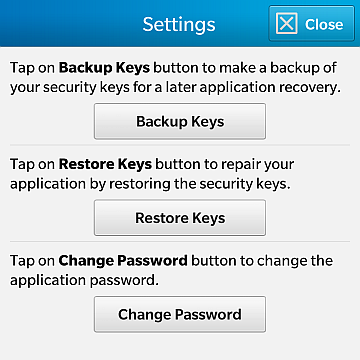 Settings
Close
Tap on Backup Keys button to make a backup of
your security keys for a later application recovery.
Backup Keys
Tap on Restore Keys button to repair your
application by restoring the security keys.
Restore Keys
Tap on Change Password button to change the
application password.
Change Password